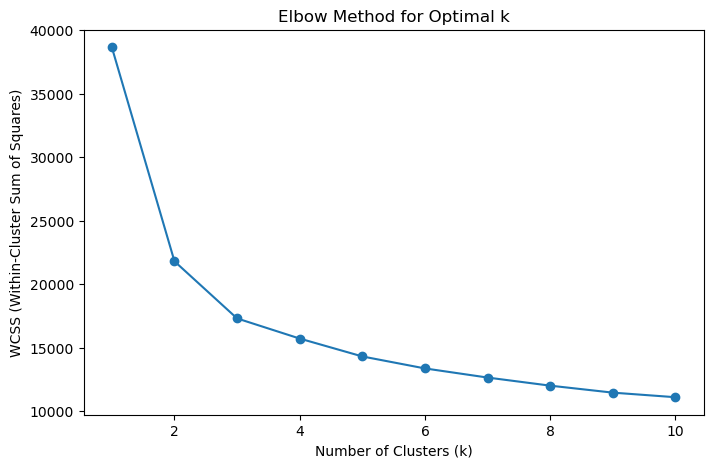 Elbow Method for Optimal k
40000
35000
30000
25000
20000
15000
10000
WCSS (Within-Cluster Sum of Squares)
2 4 6 8 10
Number of Clusters (k)